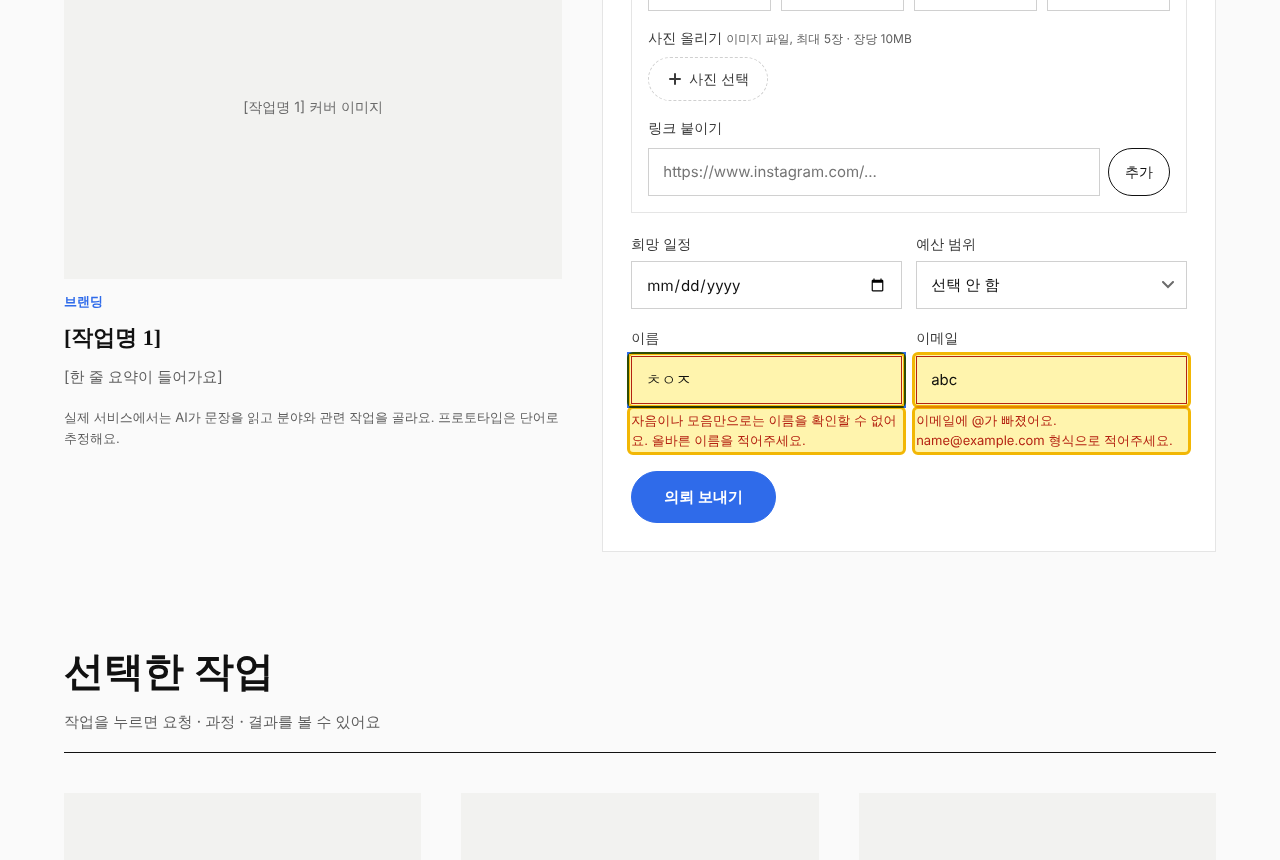 [작업명 1] 커버 이미지
브랜딩
[작업명 1]
[한 줄 요약이 들어가요]
실제 서비스에서는 AI가 문장을 읽고 분야와 관련 작업을 골라요. 프로토타입은 단어로
추정해요.
사진 올리기 이미지 파일, 최대 5장 · 장당 10MB
+ 사진 선택
링크 붙이기
https://www.instagram.com/...
추가
희망 일정
예산 범위
mm/dd/yyyy
선택 안 함
이름
이메일
ㅊㅇㅈ
abc
자음이나 모음만으로는 이름을 확인할 수 없어
요. 올바른 이름을 적어주세요.
이메일에 @가 빠졌어요.
name@example.com 형식으로 적어주세요.
의뢰 보내기
선택한 작업
작업을 누르면 요청 · 과정 · 결과를 볼 수 있어요